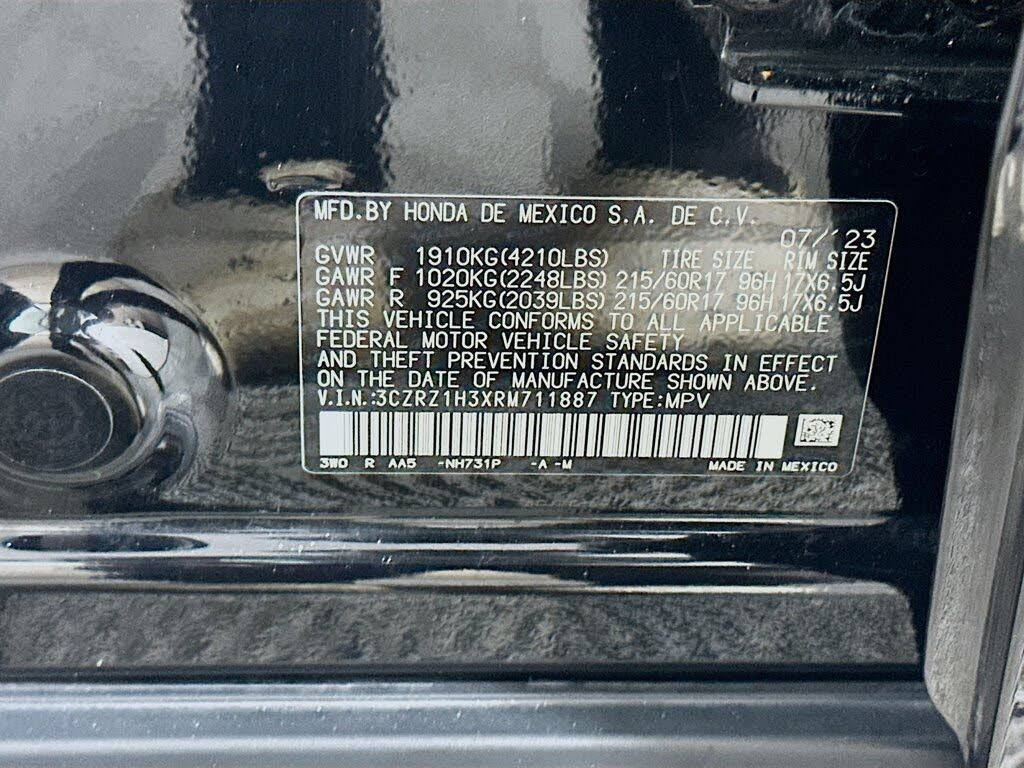 MFD.BY HONDA DE MEXICO S.A. DE C.V.
07/123
GVWR 1910KG(4210LBS) TIRE SIZE RIM SIZE
GAWR F 1020KG(2248LBS) 215/60R17 96H 17X6.5J
GAWR R 925KG(2039LBS) 215/60R17 96H 17X6.5J
THIS VEHICLE CONFORMS TO ALL APPLICABLE
FEDERAL MOTOR VEHICLE SAFETY
AND THEFT PREVENTION STANDARDS IN EFFECT
ON THE DATE OF MANUFACTURE SHOWN ABOVE.
V.I.N.:3CZRZ1H3XRM711887 TYPE:MPV
3W0 R AA5 -NH731P -A -M MADE IN MEXICO